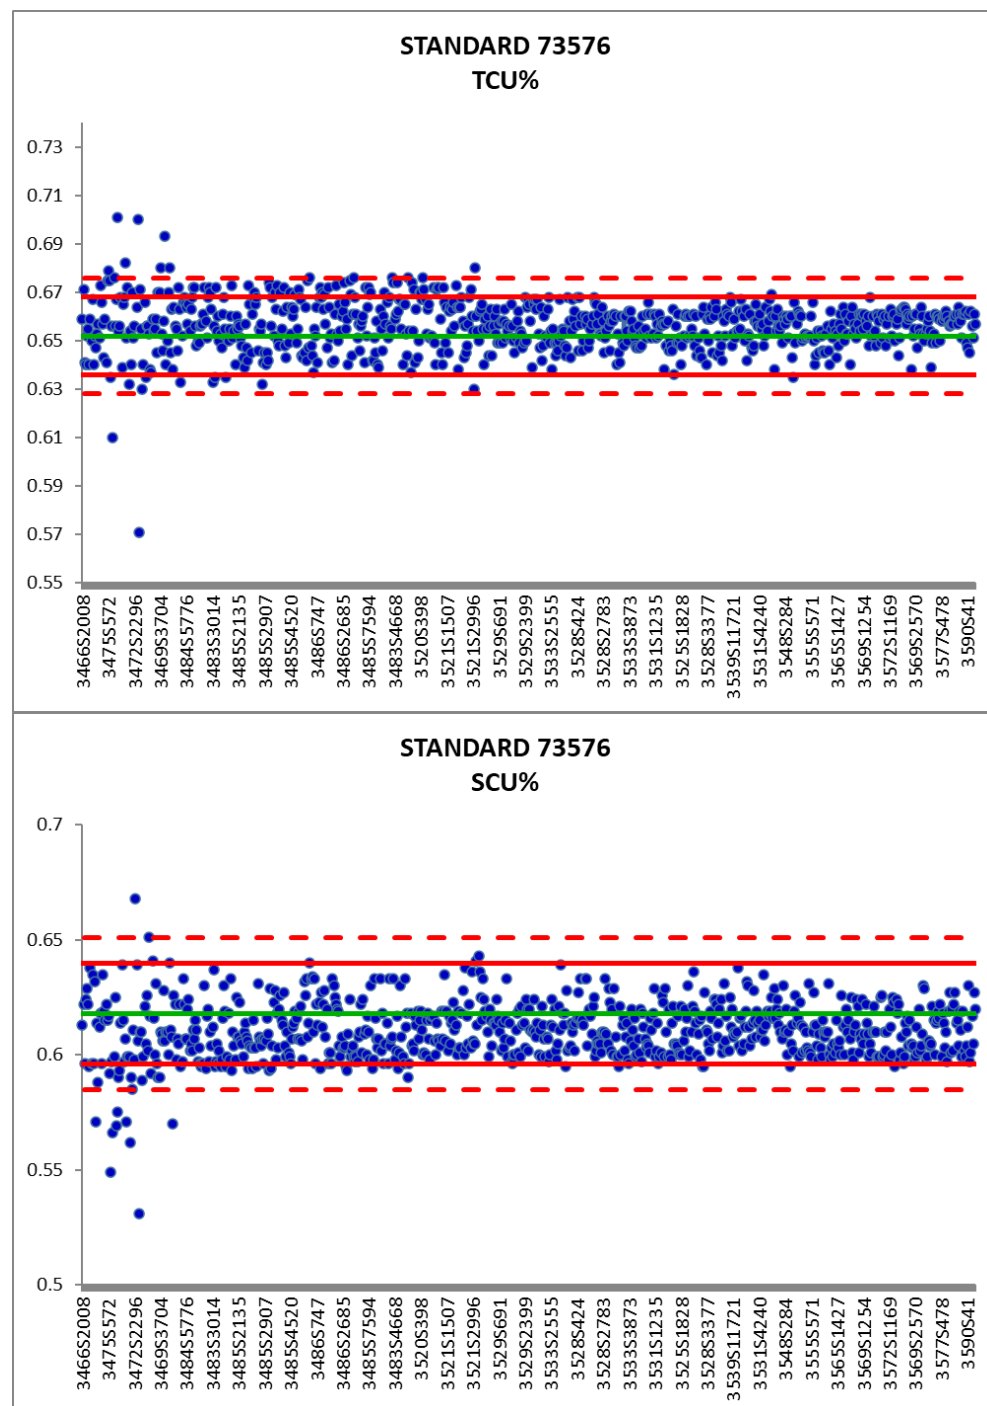 STANDARD 73576
TCU%
0.73
0.71
0.69
0.67
0.65
0.63
0.61
0.59
0.57
0.55
3466S2008
3475S572
3472S2296
3469S3704
3484S5776
3483S3014
3485S2135
3485S2907
3485S4520
3486S747
3486S2685
3485S7594
3483S4668
3520S398
3521S1507
3521S2996
3529S691
3529S2399
3533S2555
3528S424
3528S2783
3533S3873
3531S1235
3525S1828
3528S3377
3539S11721
3531S4240
3548S284
3555S571
3565S1427
3569S1254
3572S1169
3569S2570
3577S478
3590S41
STANDARD 73576
SCU%
0.7
0.65
0.6
0.55
0.5
3466S2008
3475S572
3472S2296
3469S3704
3484S5776
3483S3014
3485S2135
3485S2907
3485S4520
3486S747
3486S2685
3485S7594
3483S4668
3520S398
3521S1507
3521S2996
3529S691
3529S2399
3533S2555
3528S424
3528S2783
3533S3873
3531S1235
3525S1828
3528S3377
3539S11721
3531S4240
3548S284
3555S571
3565S1427
3569S1254
3572S1169
3569S2570
3577S478
3590S41